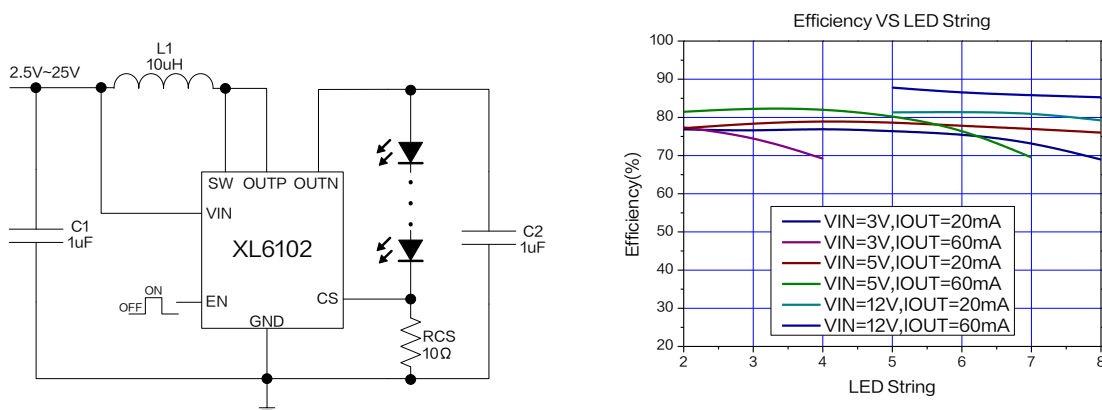 L1
10uH
2.5V~25V
SW OUTP OUTN
VIN
C1
1uF
XL6102
C2
1uF
ON
OFF
EN
CS
GND
RCS
10Ω
Efficiency VS LED String
Efficiency(%)
100
90
80
70
60
50
40
30
20
VIN=3V,IOUT=20mA
VIN=3V,IOUT=60mA
VIN=5V,IOUT=20mA
VIN=5V,IOUT=60mA
VIN=12V,IOUT=20mA
VIN=12V,IOUT=60mA
2 3 4 5 6 7 8
LED String